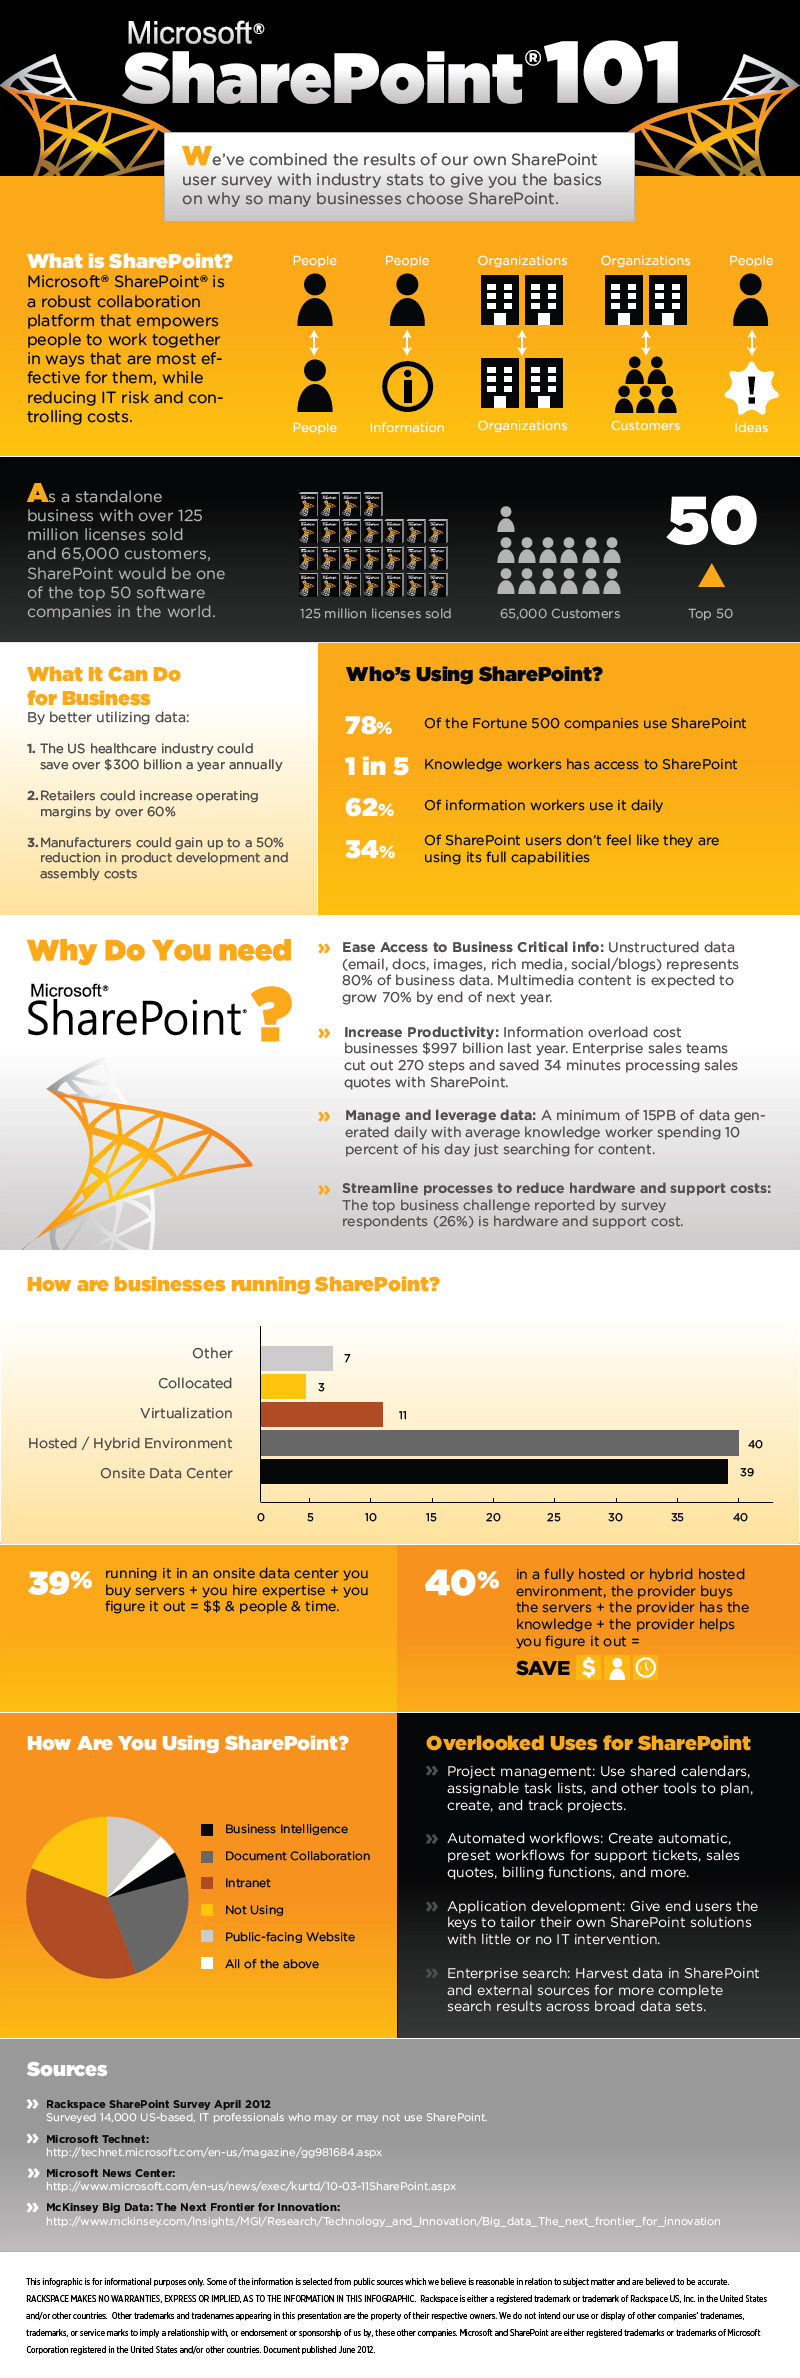 Microsoft®
SharePoint® 101
We've combined the results of our own SharePoint
user survey with industry stats to give you the basics
on why so many businesses choose SharePoint.
What is SharePoint?
Microsoft® SharePoint® is
a robust collaboration
platform that empowers
people to work together
in ways that are most ef-
fective for them, while
reducing IT risk and con-
trolling costs.
People People Organizations Organizations People
People Information Organizations Customers Ideas
As a standalone
business with over 125
million licenses sold
and 65,000 customers,
SharePoint would be one
of the top 50 software
companies in the world.
125 million licenses sold
65,000 Customers
50
Top 50
What It Can Do
for Business
By better utilizing data:
1. The US healthcare industry could
save over $300 billion a year annually
2. Retailers could increase operating
margins by over 60%
3. Manufacturers could gain up to a 50%
reduction in product development and
assembly costs
Who's Using SharePoint?
78% Of the Fortune 500 companies use SharePoint
1 in 5 Knowledge workers has access to SharePoint
62% Of information workers use it daily
34% Of SharePoint users don't feel like they are
using its full capabilities
Why Do You need
Microsoft®
SharePoint®?
» Ease Access to Business Critical info: Unstructured data
(email, docs, images, rich media, social/blogs) represents
80% of business data. Multimedia content is expected to
grow 70% by end of next year.
» Increase Productivity: Information overload cost
businesses $997 billion last year. Enterprise sales teams
cut out 270 steps and saved 34 minutes processing sales
quotes with SharePoint.
» Manage and leverage data: A minimum of 15PB of data gen-
erated daily with average knowledge worker spending 10
percent of his day just searching for content.
» Streamline processes to reduce hardware and support costs:
The top business challenge reported by survey
respondents (26%) is hardware and support cost.
How are businesses running SharePoint?
Other 7
Collocated 3
Virtualization 11
Hosted / Hybrid Environment 40
Onsite Data Center 39
0 5 10 15 20 25 30 35 40
39% running it in an onsite data center you
buy servers + you hire expertise + you
figure it out = $$ & people & time.
40% in a fully hosted or hybrid hosted
environment, the provider buys
the servers + the provider has the
knowledge + the provider helps
you figure it out =
SAVE $
How Are You Using SharePoint?
Business Intelligence
Document Collaboration
Intranet
Not Using
Public-facing Website
All of the above
Overlooked Uses for SharePoint
» Project management: Use shared calendars,
assignable task lists, and other tools to plan,
create, and track projects.
» Automated workflows: Create automatic,
preset workflows for support tickets, sales
quotes, billing functions, and more.
» Application development: Give end users the
keys to tailor their own SharePoint solutions
with little or no IT intervention.
» Enterprise search: Harvest data in SharePoint
and external sources for more complete
search results across broad data sets.
Sources
» Rackspace SharePoint Survey April 2012
Surveyed 14,000 US-based, IT professionals who may or may not use SharePoint.
» Microsoft Technet:
http://technet.microsoft.com/en-us/magazine/gg981684.aspx
» Microsoft News Center:
http://www.microsoft.com/en-us/news/exec/kurtd/10-03-11SharePoint.aspx
» McKinsey Big Data: The Next Frontier for Innovation:
http://www.mckinsey.com/Insights/MGI/Research/Technology_and_Innovation/Big_data_The_next_frontier_for_innovation
This infographic is for informational purposes only. Some of the information is selected from public sources which we believe is reasonable in relation to subject matter and are believed to be accurate.
RACKSPACE MAKES NO WARRANTIES, EXPRESS OR IMPLIED, AS TO THE INFORMATION IN THIS INFOGRAPHIC. Rackspace is either a registered trademark or trademark of Rackspace US, Inc. in the United States
and/or other countries. Other trademarks and tradenames appearing in this presentation are the property of their respective owners. We do not intend our use or display of other companies' tradenames,
trademarks, or service marks to imply a relationship with, or endorsement or sponsorship of us by, these other companies. Microsoft and SharePoint are either registered trademarks or trademarks of Microsoft
Corporation registered in the United States and/or other countries. Document published June 2012.